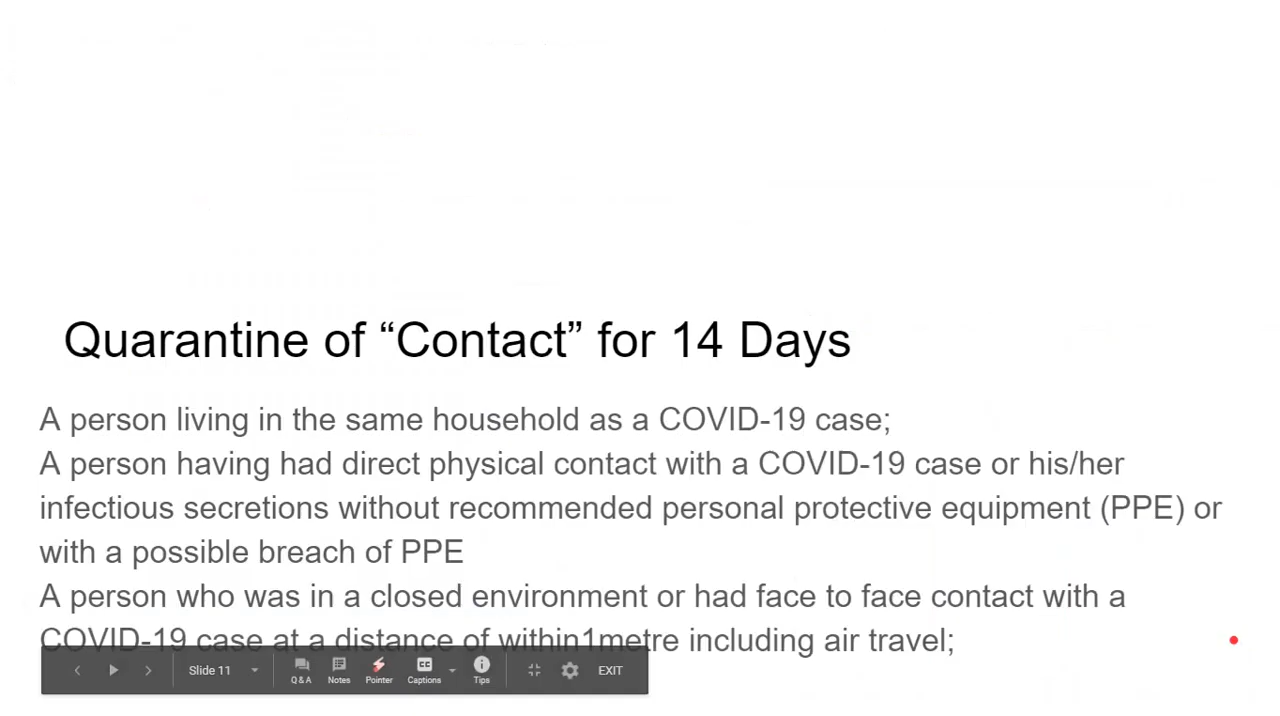 Quarantine of “Contact” for 14 Days
A person living in the same household as a COVID-19 case;
A person having had direct physical contact with a COVID-19 case or his/her
infectious secretions without recommended personal protective equipment (PPE) or
with a possible breach of PPE
A person who was in a closed environment or had face to face contact with a
COVID-19 case at a distance of within1metre including air travel;
Slide 11
Q&A
Notes
Pointer
CC
Captions
Tips
EXIT